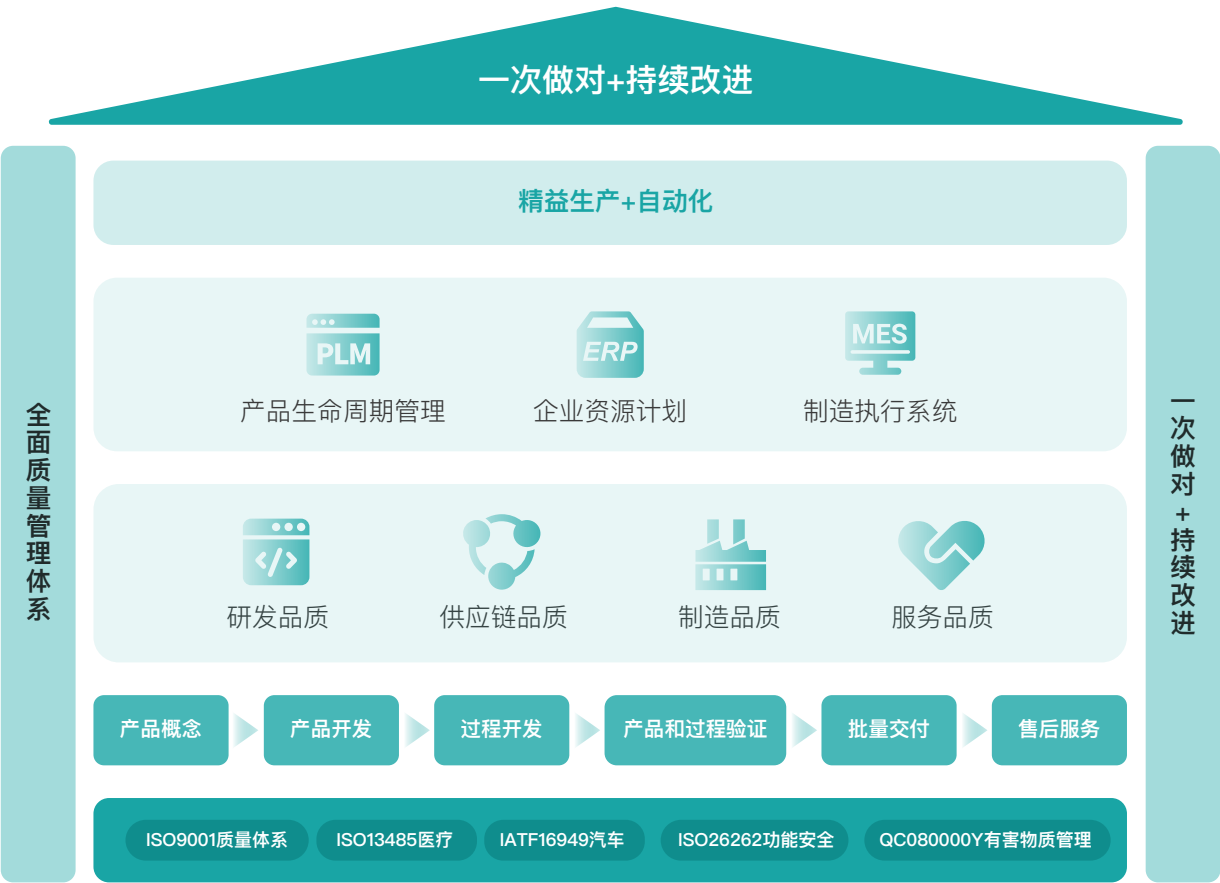 一次做对+持续改进
精益生产+自动化
PLM
ERP
MES
产品生命周期管理
企业资源计划
制造执行系统
全面质量管理体系
一次做对+持续改进
研发品质
供应链品质
制造品质
服务品质
产品概念
产品开发
过程开发
产品和过程验证
批量交付
售后服务
ISO9001质量体系
ISO13485医疗
IATF16949汽车
ISO26262功能安全
QC080000Y有害物质管理